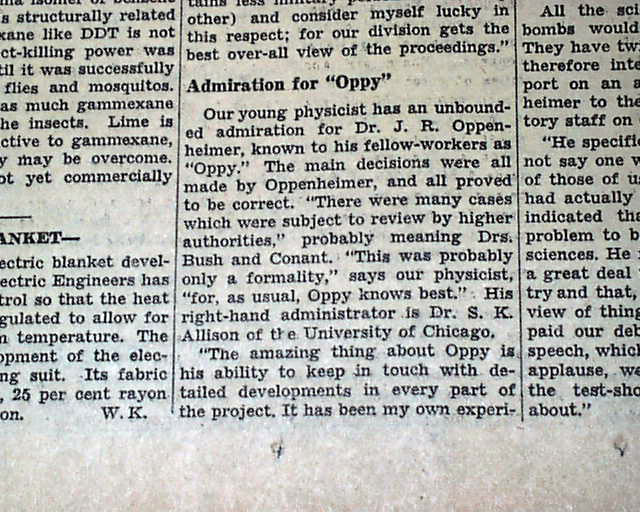 s structurally related
xane like DDT is not
ct-killing power was
til it was successfully
flies and mosquitos.
as much gammexane
he insects. Lime is
ctive to gammexane,
y may be overcome.
ot yet commercially
ANKET—
ectric blanket devel-
lectric Engineers has
trol so that the heat
gulated to allow for
n temperature. The
opment of the elec-
ng suit. Its fabric
, 25 per cent rayon
on. W. K.
other) and consider myself lucky in
this respect; for our division gets the
best over-all view of the proceedings."
Admiration for "Oppy"
Our young physicist has an unbound-
ed admiration for Dr. J. R. Oppen-
heimer, known to his fellow-workers as
"Oppy." The main decisions were all
made by Oppenheimer, and all proved
to be correct. "There were many cases
which were subject to review by higher
authorities," probably meaning Drs.
Bush and Conant. "This was probably
only a formality," says our physicist,
"for, as usual, Oppy knows best." His
right-hand administrator is Dr. S. K.
Allison of the University of Chicago.
"The amazing thing about Oppy is
his ability to keep in touch with de-
tailed developments in every part of
the project. It has been my own experi-
All the sci
bombs would
They have tw
therefore inte
port on an a
heimer to the
tory staff on
"He specific
not say one w
of those of us
had actually
indicated tha
problem to b
sciences. He
a great deal
try and that,
view of thing
paid our deb
speech, which
applause, we
the test-sho
about."